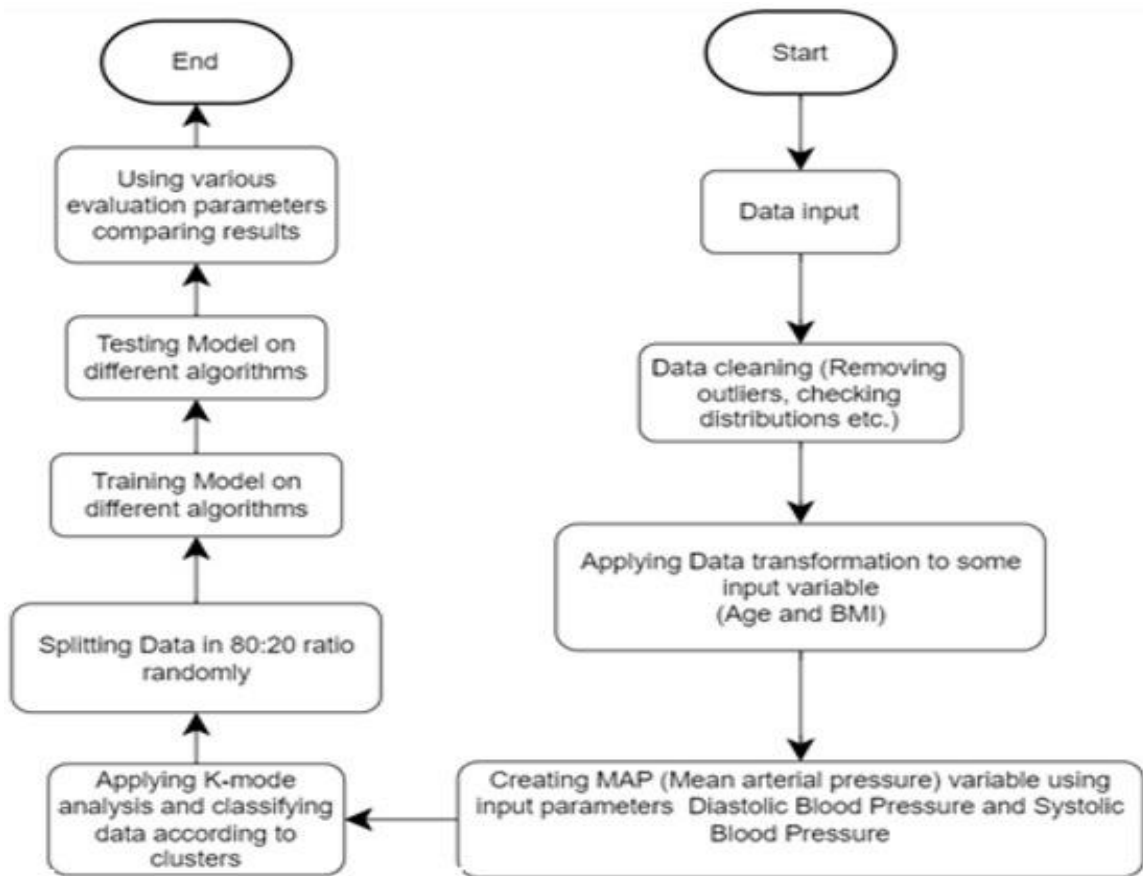 Start
Data input
Data cleaning (Removing
outliers, checking
distributions etc.)
Applying Data transformation to some
input variable
(Age and BMI)
Creating MAP (Mean arterial pressure) variable using
input parameters Diastolic Blood Pressure and Systolic
Blood Pressure
Applying K-mode
analysis and classifying
data according to
clusters
Splitting Data in 80:20 ratio
randomly
Training Model on
different algorithms
Testing Model on
different algorithms
Using various
evaluation parameters
comparing results
End